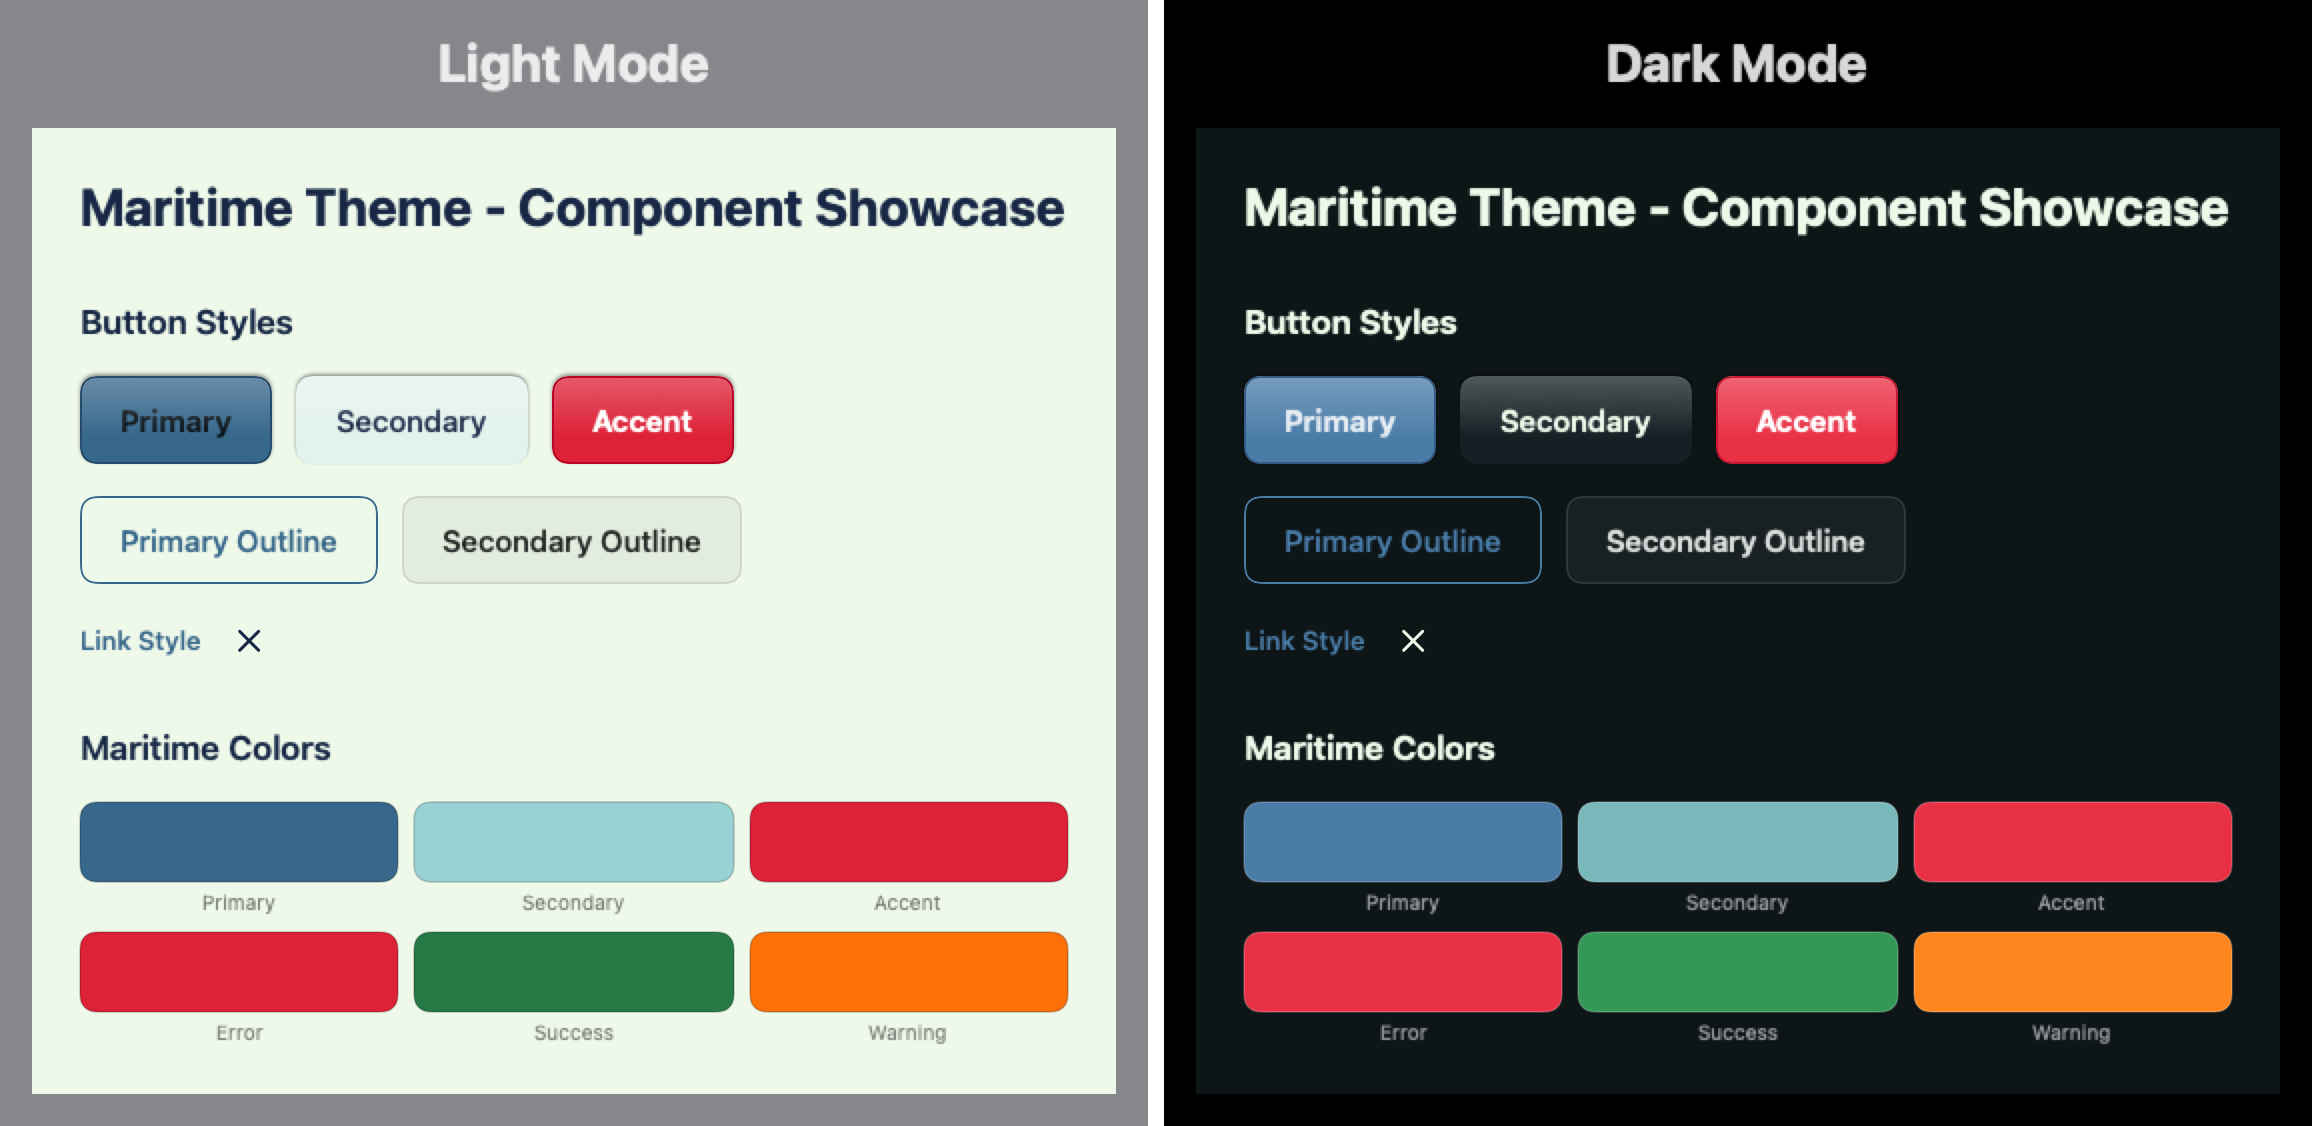 Light Mode
Maritime Theme - Component Showcase
Button Styles
Primary
Secondary
Accent
Primary Outline
Secondary Outline
Link Style
Maritime Colors
Primary
Secondary
Accent
Error
Success
Warning
Dark Mode
Maritime Theme - Component Showcase
Button Styles
Primary
Secondary
Accent
Primary Outline
Secondary Outline
Link Style
Maritime Colors
Primary
Secondary
Accent
Error
Success
Warning